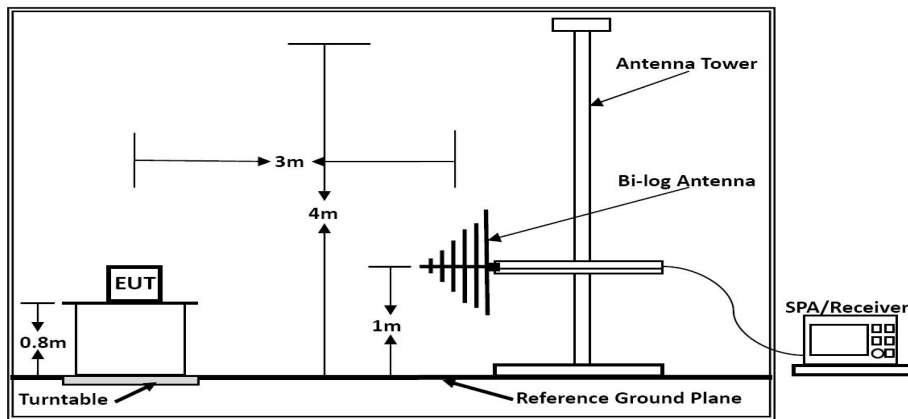 Antenna Tower
3m
Bi-log Antenna
4m
EUT
SPA/Receiver
0.8m
1m
Turntable
Reference Ground Plane